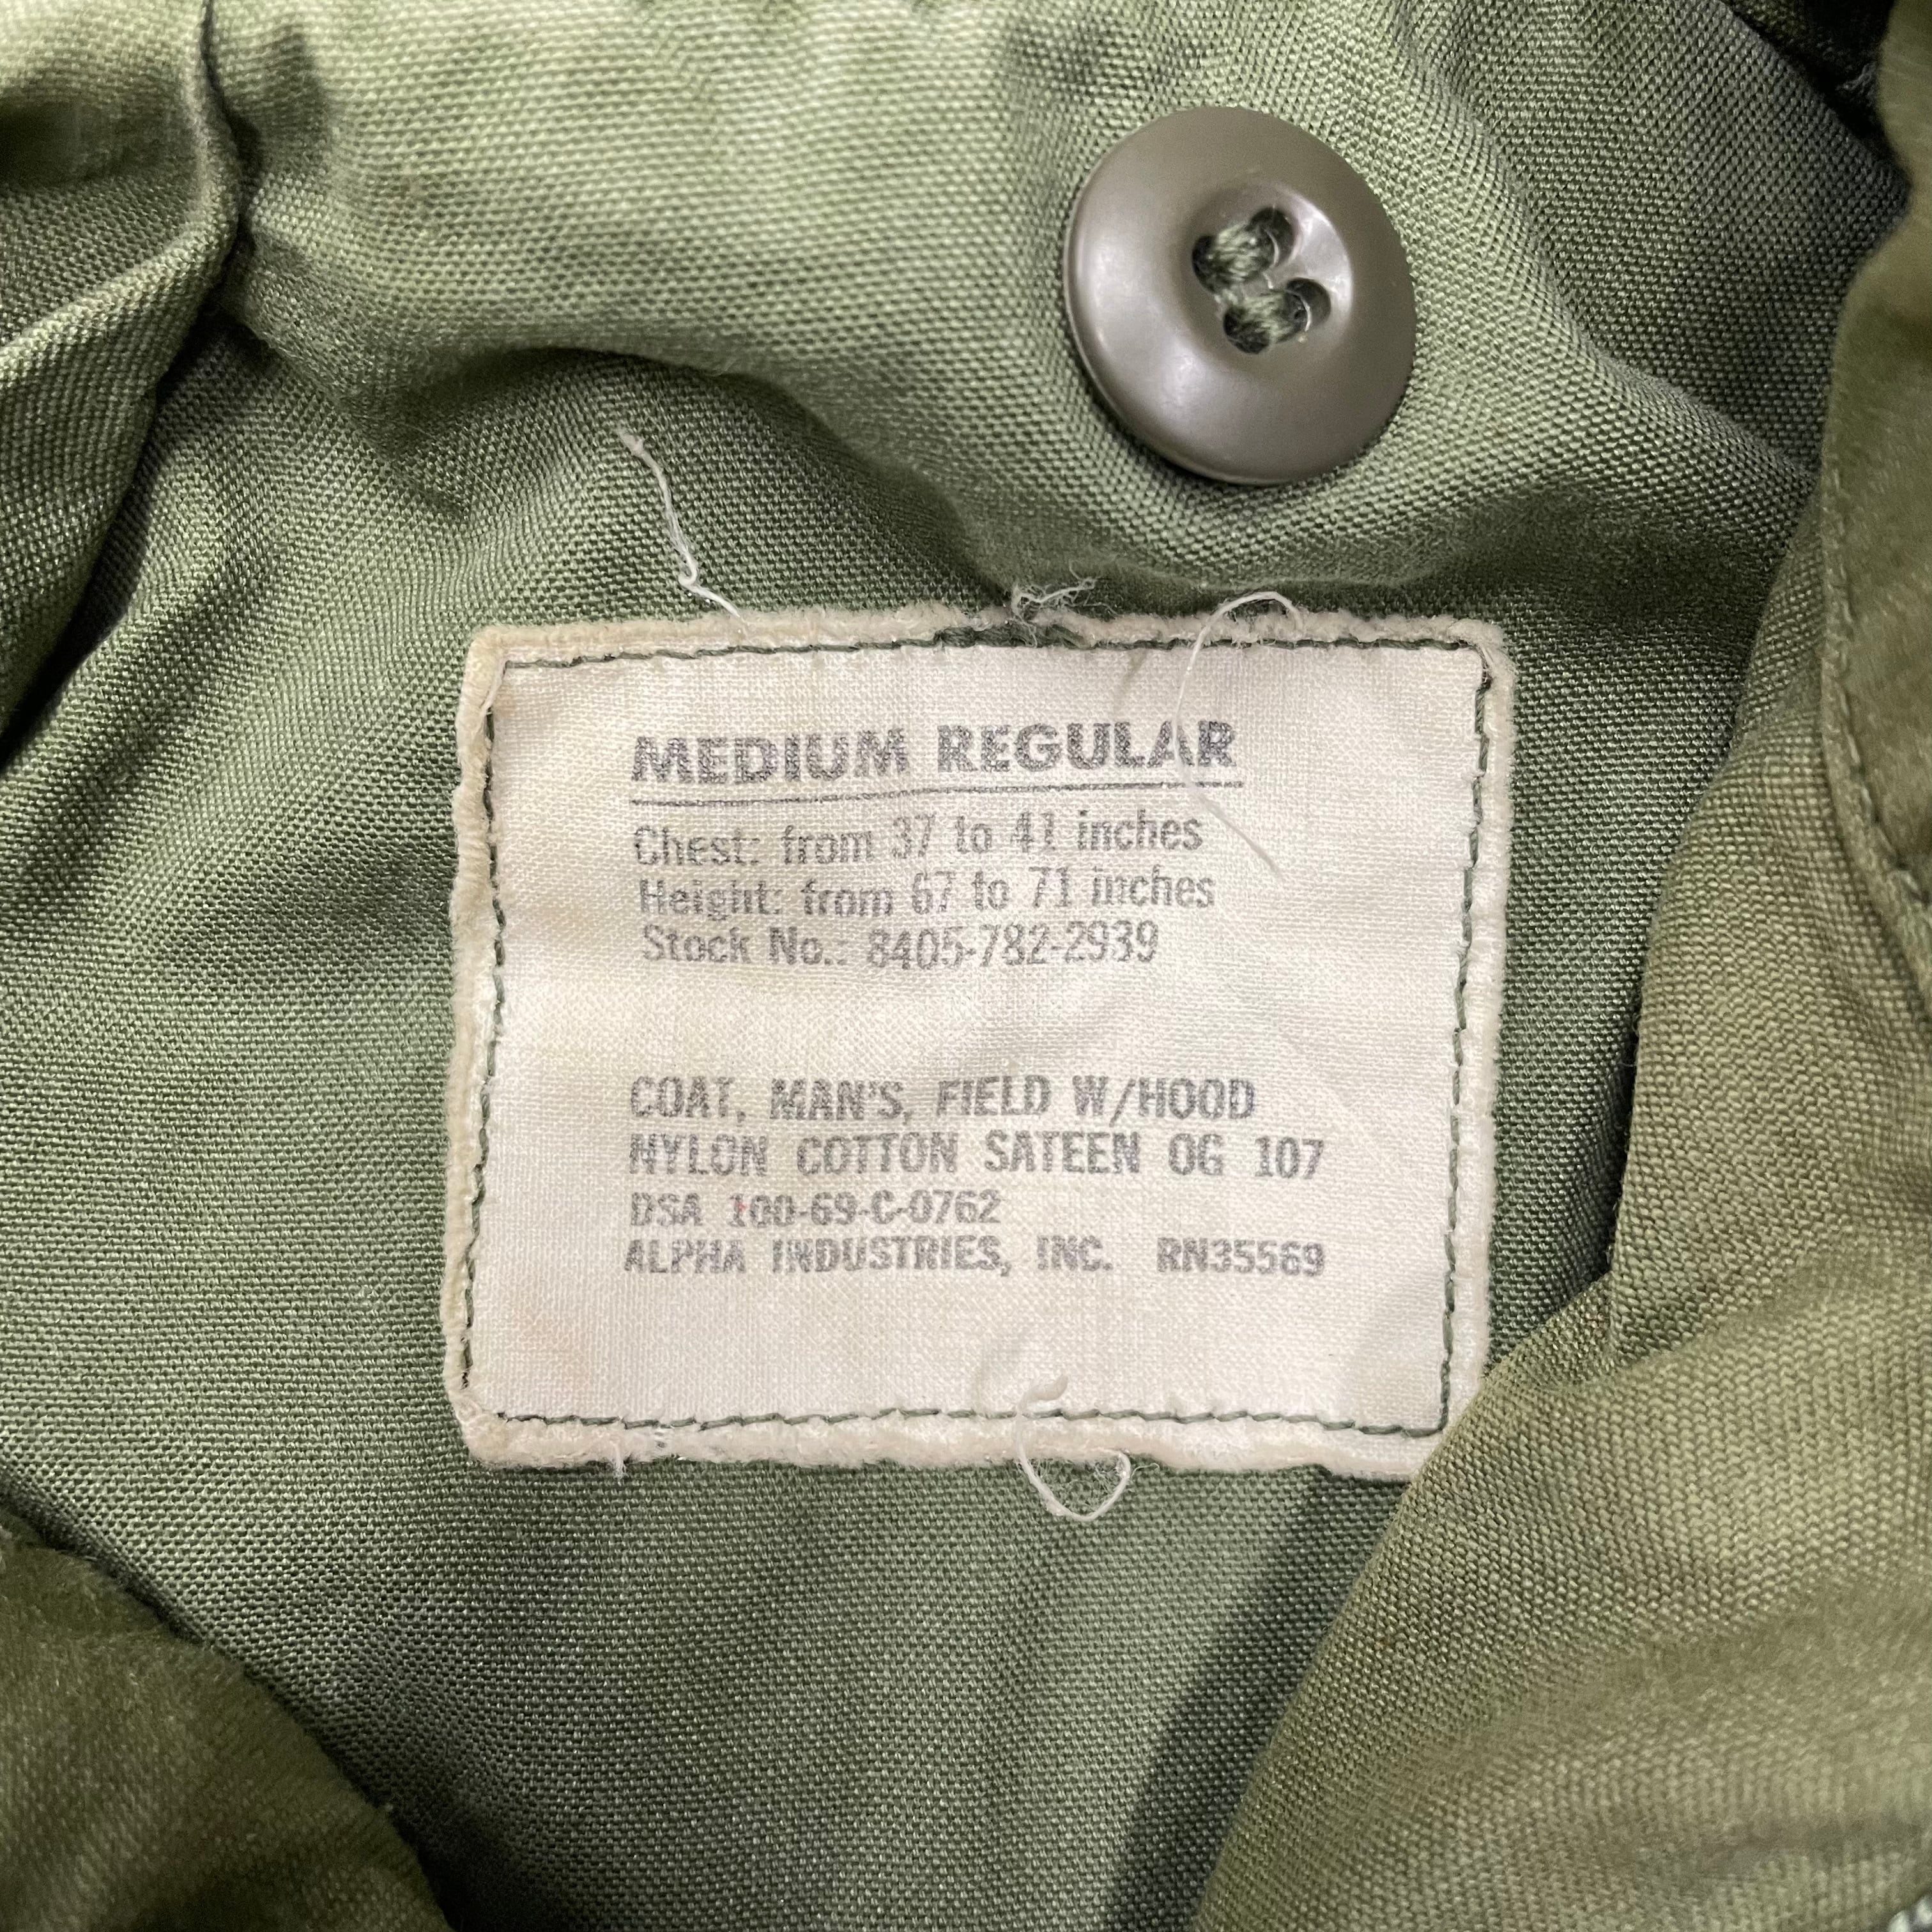 MEDIUM REGULAR
Chest: from 37 to 41 inches
Height: from 67 to 71 inches
Stock No.: 8405-782-2939
COAT, MAN'S, FIELD W/HOOD
NYLON COTTON SATEEN OG 107
DSA 100-69-C-0762
ALPHA INDUSTRIES, INC. RN35569